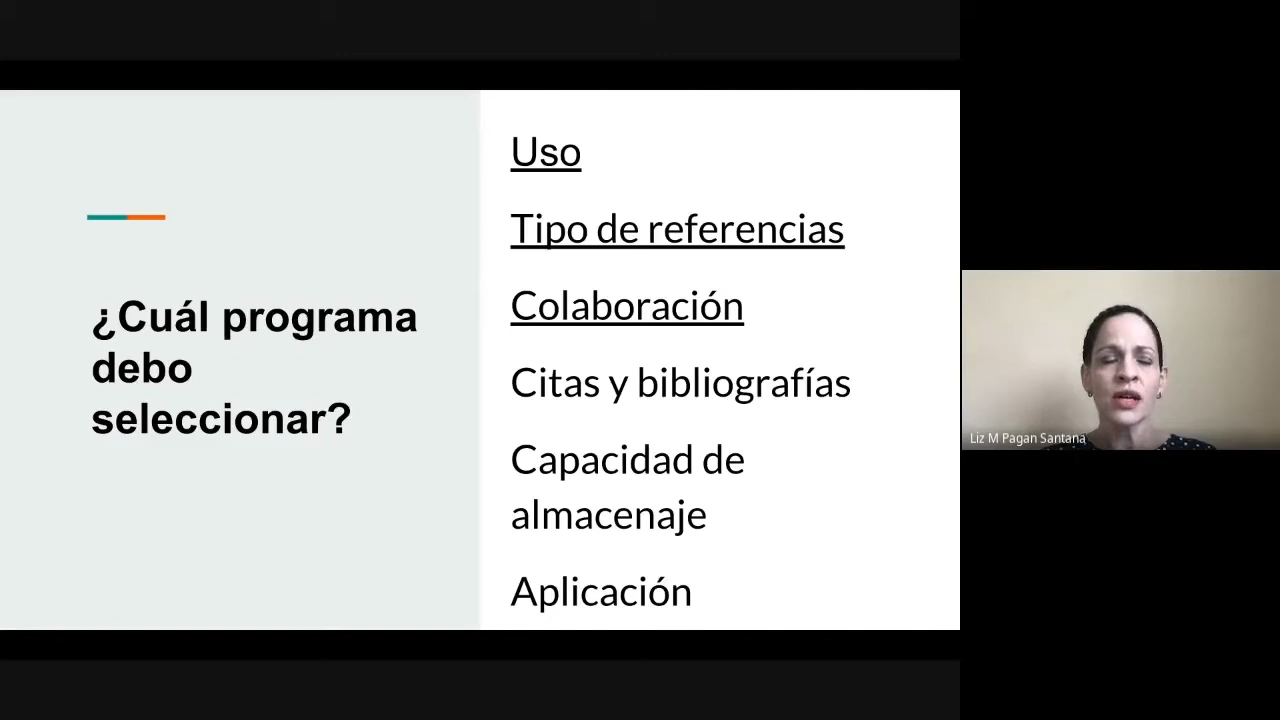 ¿Cuál programa
debo
seleccionar?
Uso
Tipo de referencias
Colaboración
Citas y bibliografías
Capacidad de
almacenaje
Aplicación
Liz M Pagan Santana